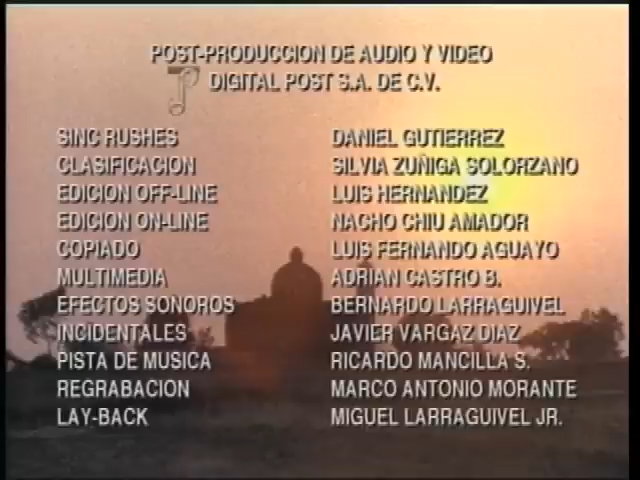 POST-PRODUCCION DE AUDIO Y VIDEO
DIGITAL POST S.A. DE C.V.
SINC RUSHES DANIEL GUTIERREZ
CLASIFICACION SILVIA ZUÑIGA SOLORZANO
EDICION OFF-LINE LUIS HERNANDEZ
EDICION ON-LINE NACHO CHIU AMADOR
COPIADO LUIS FERNANDO AGUAYO
MULTIMEDIA ADRIAN CASTRO B.
EFECTOS SONOROS BERNARDO LARRAGUIVEL
INCIDENTALES JAVIER VARGAZ DIAZ
PISTA DE MUSICA RICARDO MANCILLA S.
REGRABACION MARCO ANTONIO MORANTE
LAY-BACK MIGUEL LARRAGUIVEL JR.